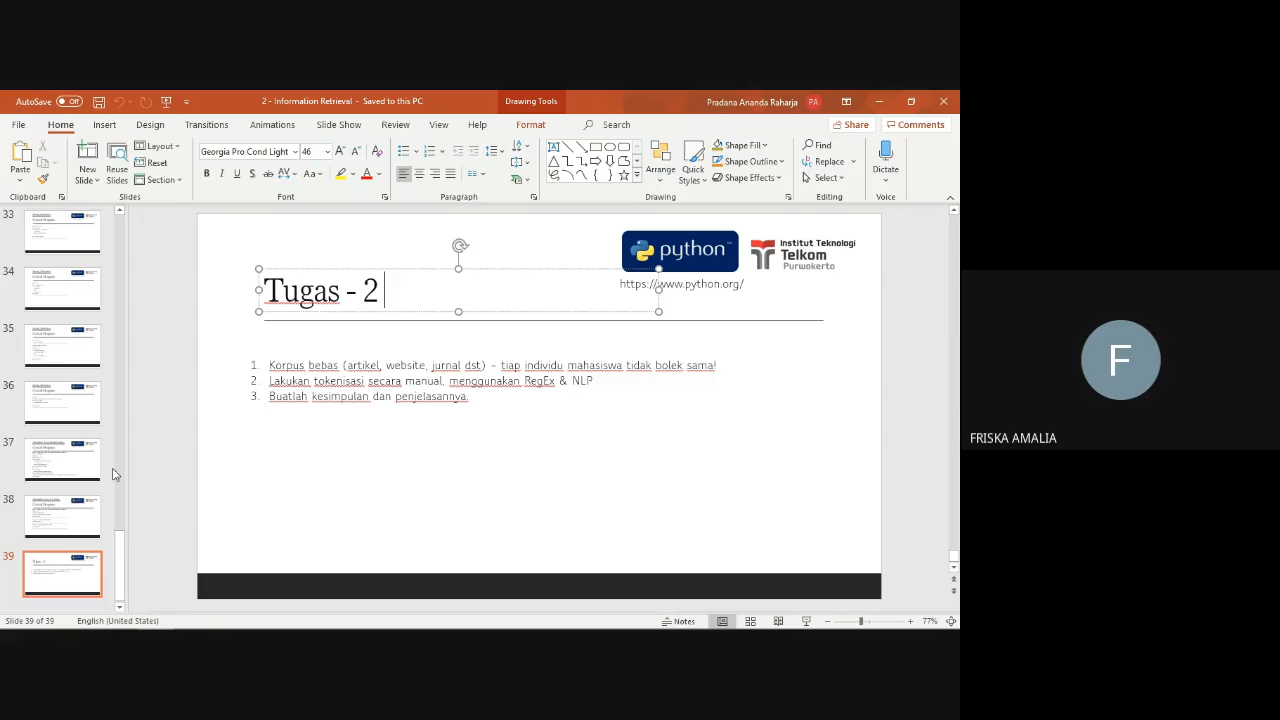 AutoSave Off 2 - Information Retrieval - Saved to this PC Drawing Tools Pradana Ananda Raharja PA
File Home Insert Design Transitions Animations Slide Show Review View Help Format Search Share Comments
Paste
Clipboard
New Slide
Reuse Slides
Layout
Reset
Section
Slides
Georgia Pro Cond Light 46
Font
Paragraph
Arrange
Quick Styles
Shape Fill
Shape Outline
Shape Effects
Drawing
Find
Replace
Select
Editing
Dictate
Voice
33
34
35
36
37
38
39
python
Institut Teknologi
Telkom
Purwokerto
https://www.python.org/
Tugas - 2
1. Korpus bebas (artikel, website, jurnal dst) – tiap individu mahasiswa tidak bolek sama!
2. Lakukan tokenisasi secara manual, menggunakan RegEx & NLP
3. Buatlah kesimpulan dan penjelasannya.
Slide 39 of 39 English (United States) Notes 77%
F
FRISKA AMALIA